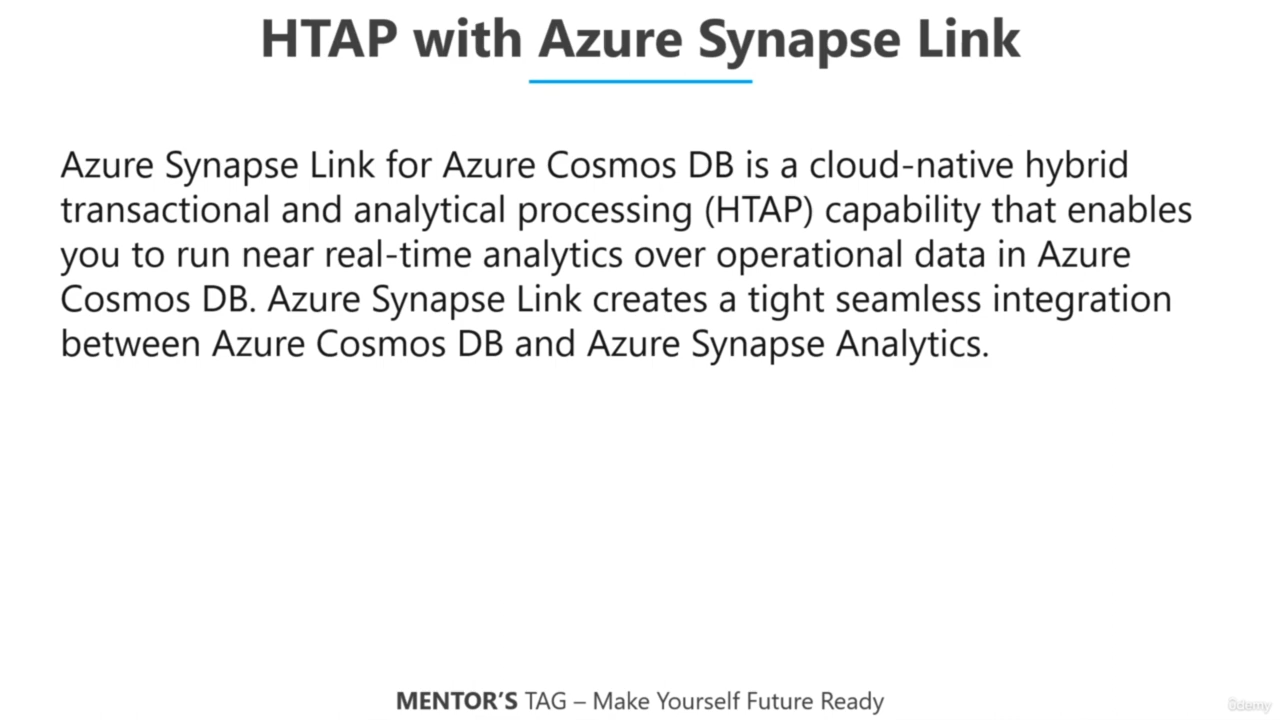 HTAP with Azure Synapse Link
Azure Synapse Link for Azure Cosmos DB is a cloud-native hybrid
transactional and analytical processing (HTAP) capability that enables
you to run near real-time analytics over operational data in Azure
Cosmos DB. Azure Synapse Link creates a tight seamless integration
between Azure Cosmos DB and Azure Synapse Analytics.
MENTOR'S TAG – Make Yourself Future Ready
ûdemy